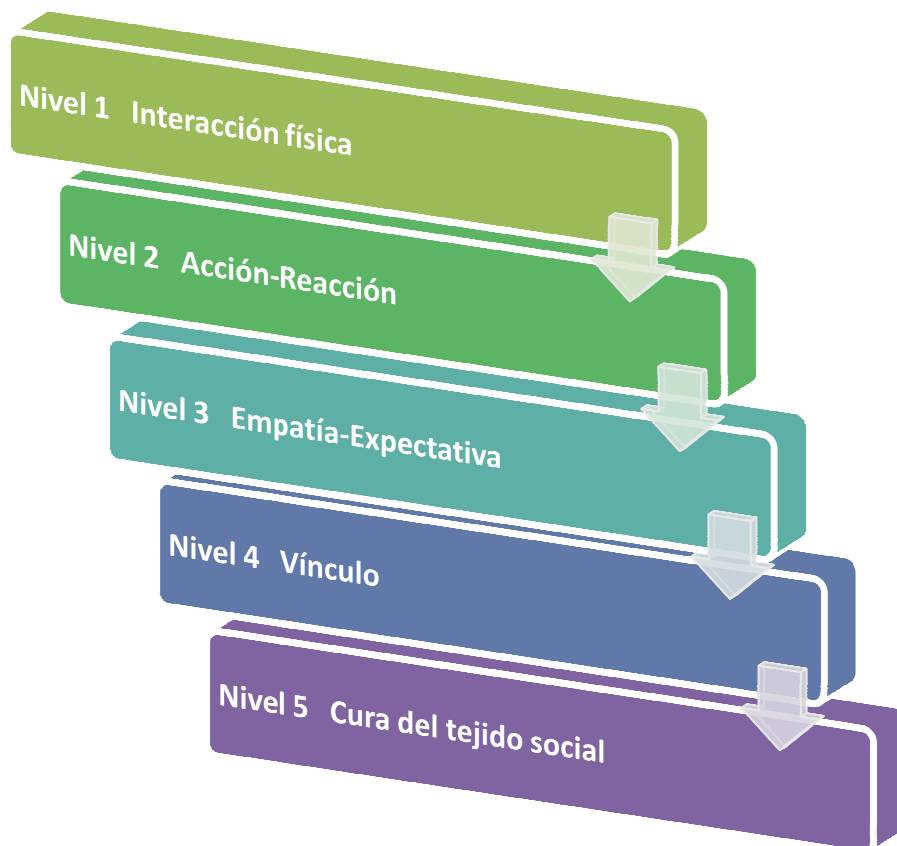 Nivel 1 Interacción física
Nivel 2 Acción-Reacción
Nivel 3 Empatía-Expectativa
Nivel 4 Vínculo
Nivel 5 Cura del tejido social